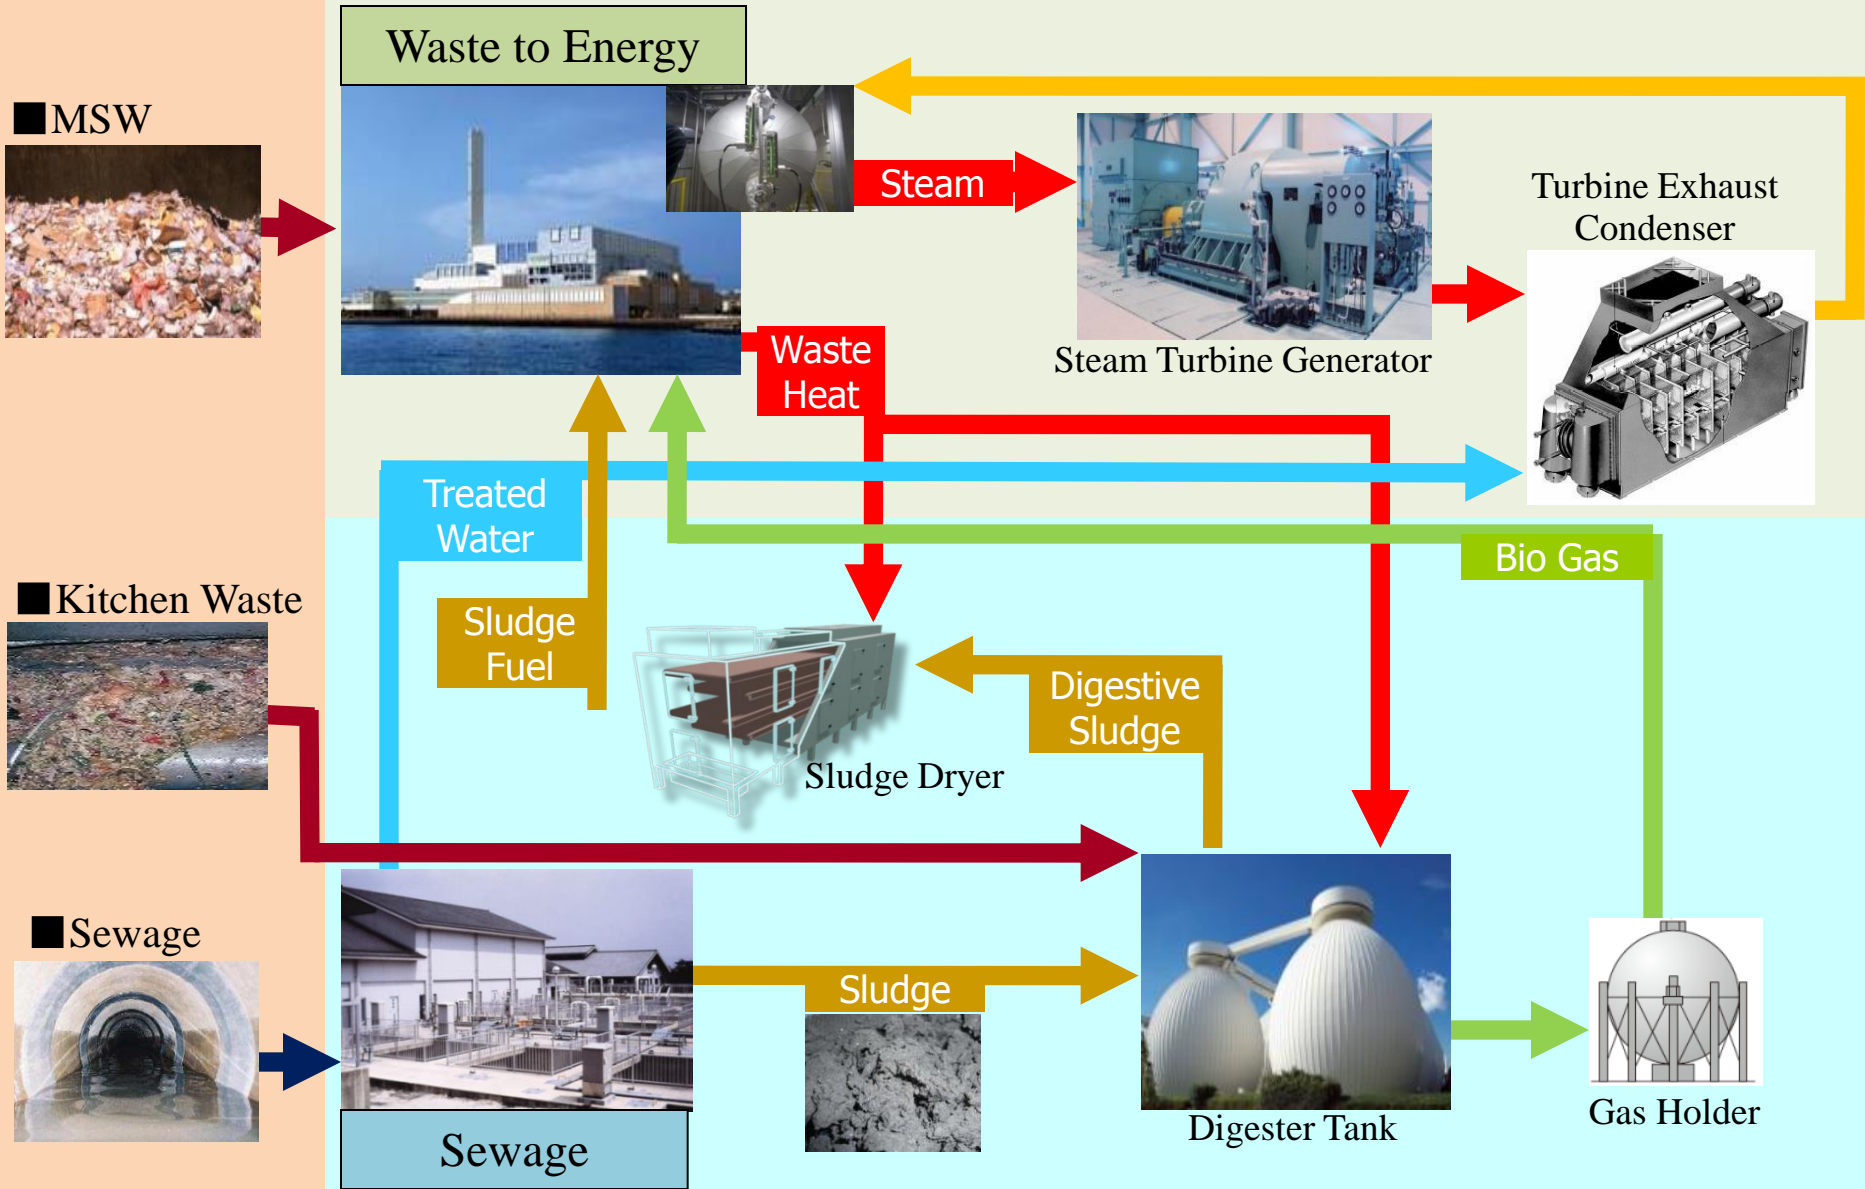 Waste to Energy
■MSW
Steam
Turbine Exhaust
Condenser
Waste
Heat
Steam Turbine Generator
Treated
Water
Bio Gas
■Kitchen Waste
Sludge
Fuel
Digestive
Sludge
Sludge Dryer
■Sewage
Sludge
Gas Holder
Digester Tank
Sewage